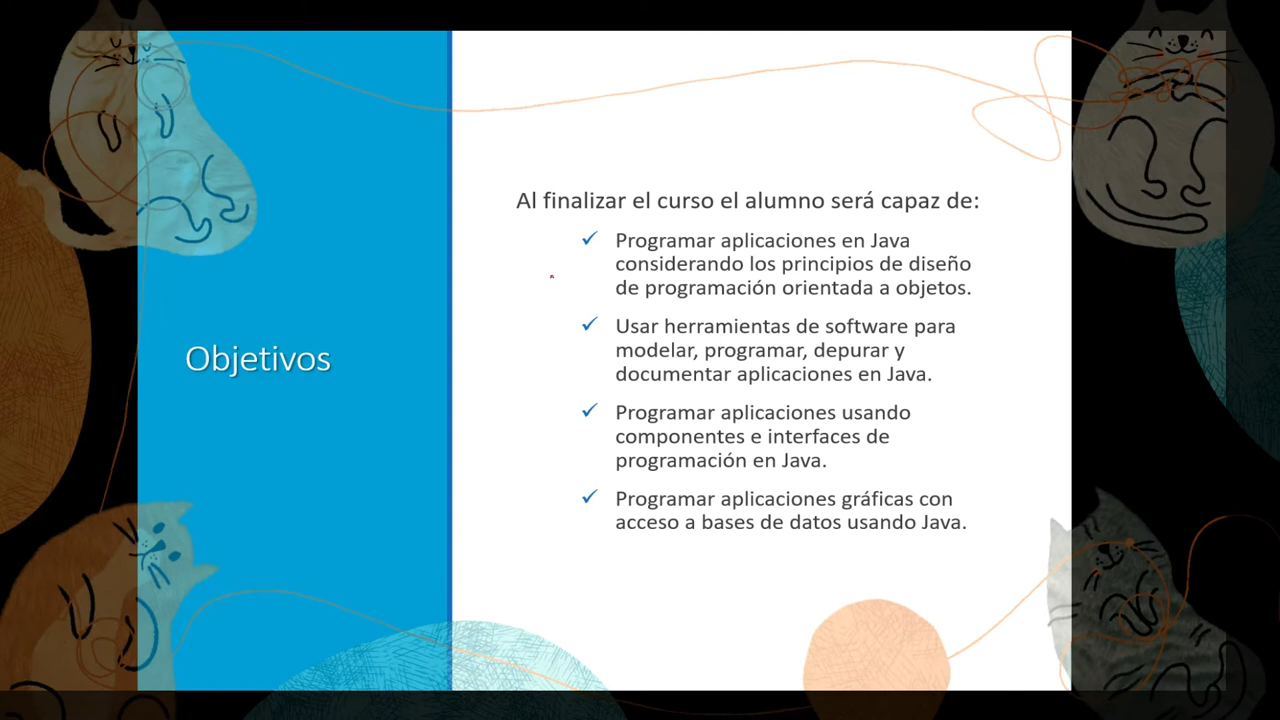 Objetivos
Al finalizar el curso el alumno será capaz de:
✓ Programar aplicaciones en Java
considerando los principios de diseño
de programación orientada a objetos.
✓ Usar herramientas de software para
modelar, programar, depurar y
documentar aplicaciones en Java.
✓ Programar aplicaciones usando
componentes e interfaces de
programación en Java.
✓ Programar aplicaciones gráficas con
acceso a bases de datos usando Java.